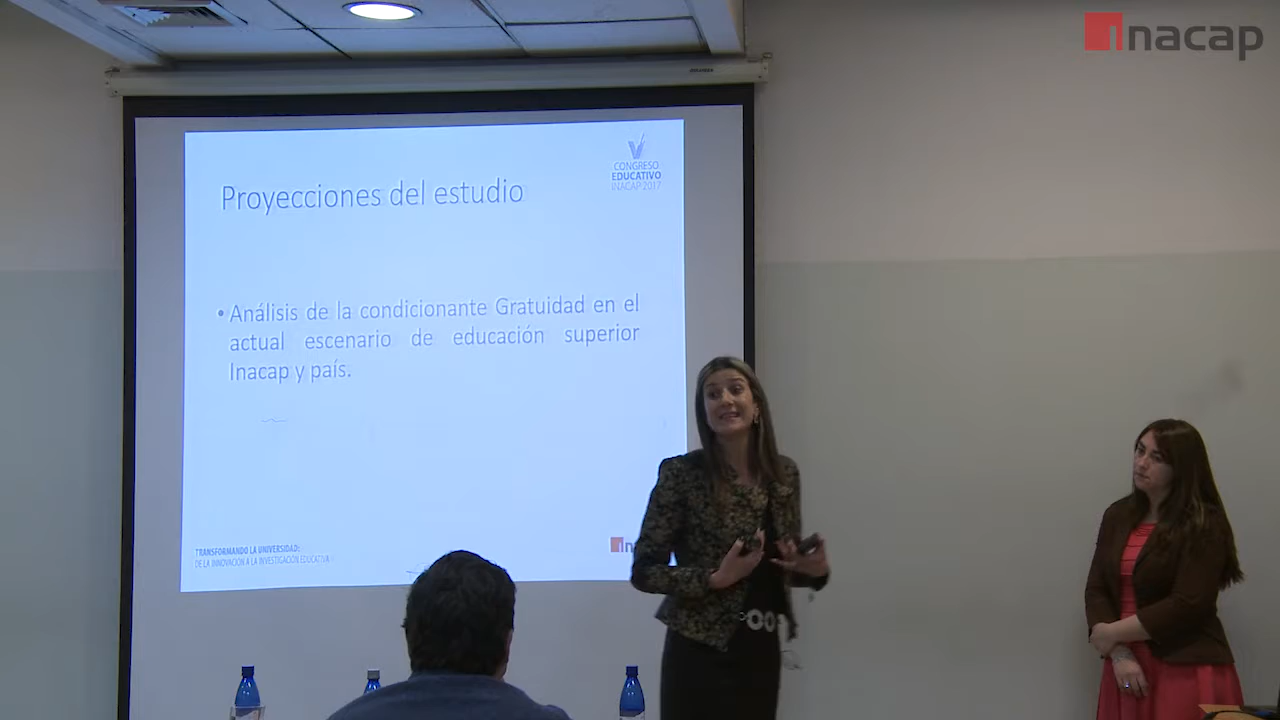 inacap
CONGRESO
EDUCATIVO
INACAP 2017
Proyecciones del estudio
• Análisis de la condicionante Gratuidad en el
actual escenario de educación superior
Inacap y país.
TRANSFORMANDO LA UNIVERSIDAD:
DE LA INNOVACIÓN A LA INVESTIGACIÓN EDUCATIVA